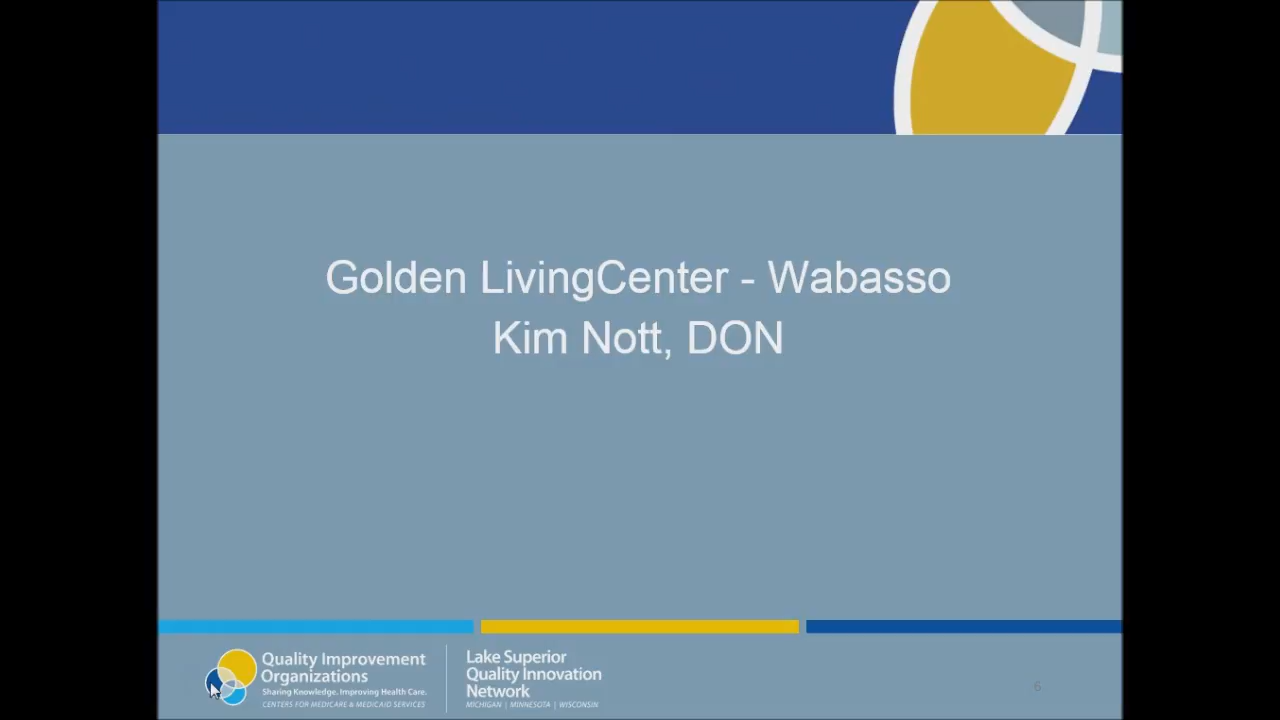 Golden LivingCenter - Wabasso
Kim Nott, DON
Quality Improvement
Organizations
Sharing Knowledge. Improving Health Care.
CENTERS FOR MEDICARE & MEDICAID SERVICES
Lake Superior
Quality Innovation
Network
MICHIGAN | MINNESOTA | WISCONSIN
6